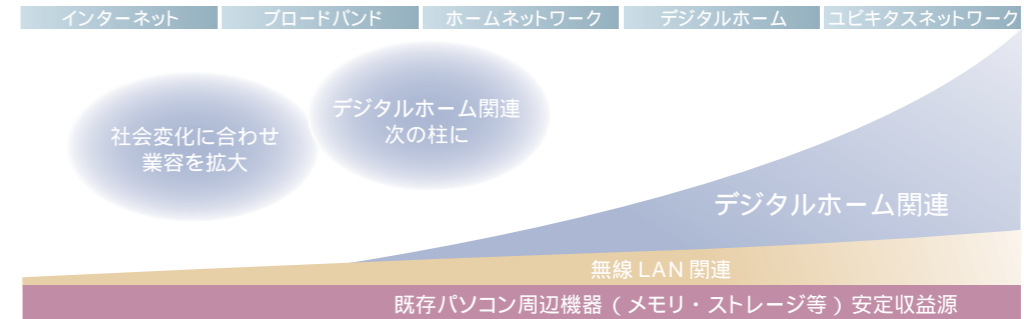 インターネット
ブロードバンド
ホームネットワーク
デジタルホーム
ユビキタスネットワーク
社会変化に合わせ
業容を拡大
デジタルホーム関連
次の柱に
デジタルホーム関連
無線 LAN 関連
既存パソコン周辺機器 ( メモリ・ストレージ等 ) 安定収益源